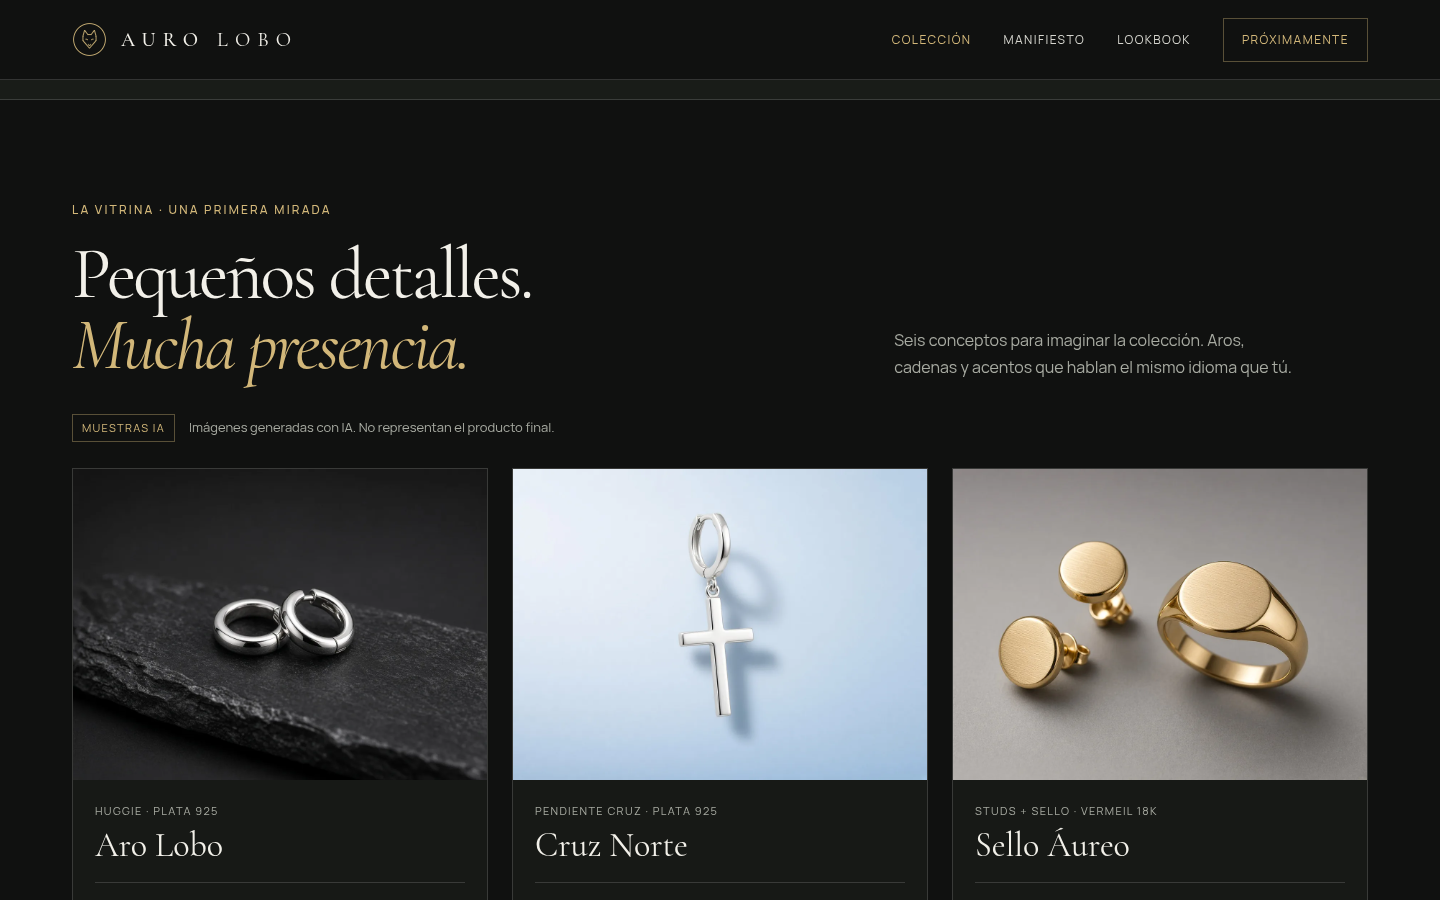 AURO LOBO
COLECCIÓN
MANIFIESTO
LOOKBOOK
PRÓXIMAMENTE
LA VITRINA · UNA PRIMERA MIRADA
Pequeños detalles.
Mucha presencia.
Seis conceptos para imaginar la colección. Aros,
cadenas y acentos que hablan el mismo idioma que tú.
MUESTRAS IA
Imágenes generadas con IA. No representan el producto final.
HUGGIE · PLATA 925
Aro Lobo
PENDIENTE CRUZ · PLATA 925
Cruz Norte
STUDS + SELLO · VERMEIL 18K
Sello Áureo